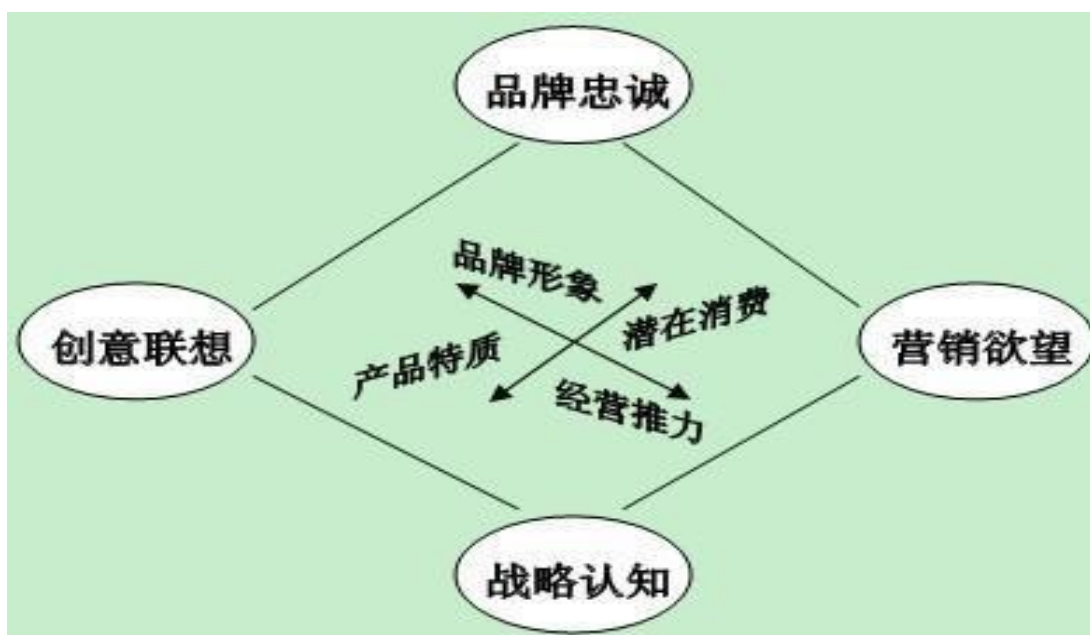 品牌忠诚
品牌形象
潜在消费
创意联想
营销欲望
产品特质
经营推力
战略认知